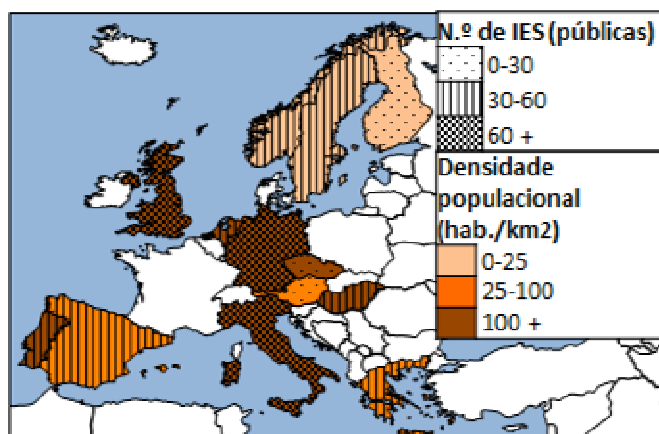 N.º de IES (públicas)
0-30
30-60
60 +
Densidade
populacional
(hab./km2)
0-25
25-100
100 +